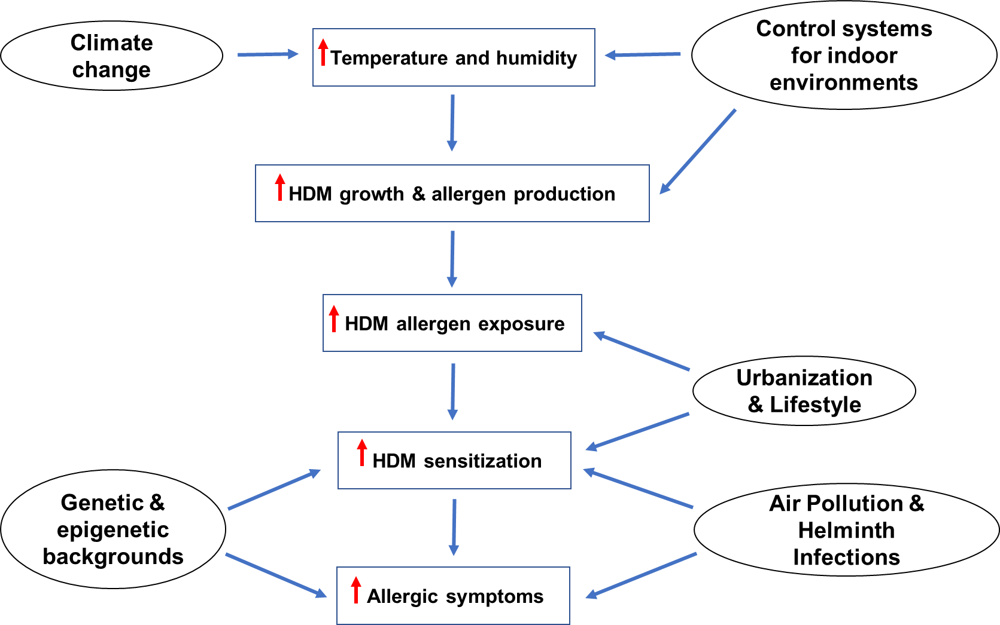 Climate
change
Temperature and humidity
Control systems
for indoor
environments
HDM growth & allergen production
HDM allergen exposure
Urbanization
& Lifestyle
HDM sensitization
Genetic &
epigenetic
backgrounds
Air Pollution &
Helminth
Infections
Allergic symptoms